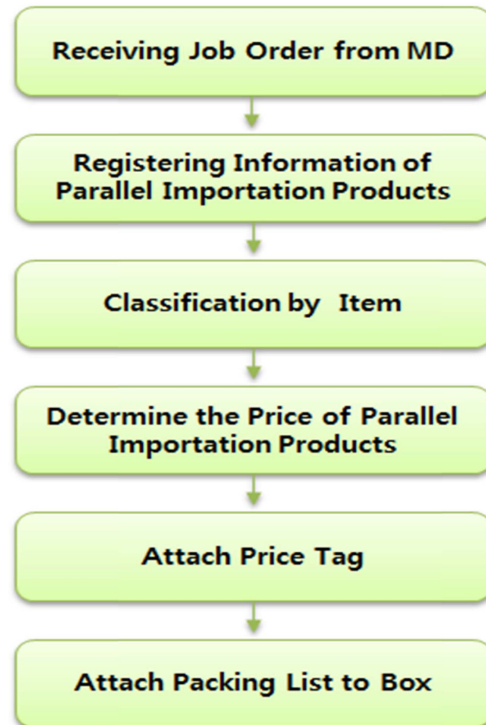 Receiving Job Order from MD
Registering Information of
Parallel Importation Products
Classification by Item
Determine the Price of Parallel
Importation Products
Attach Price Tag
Attach Packing List to Box